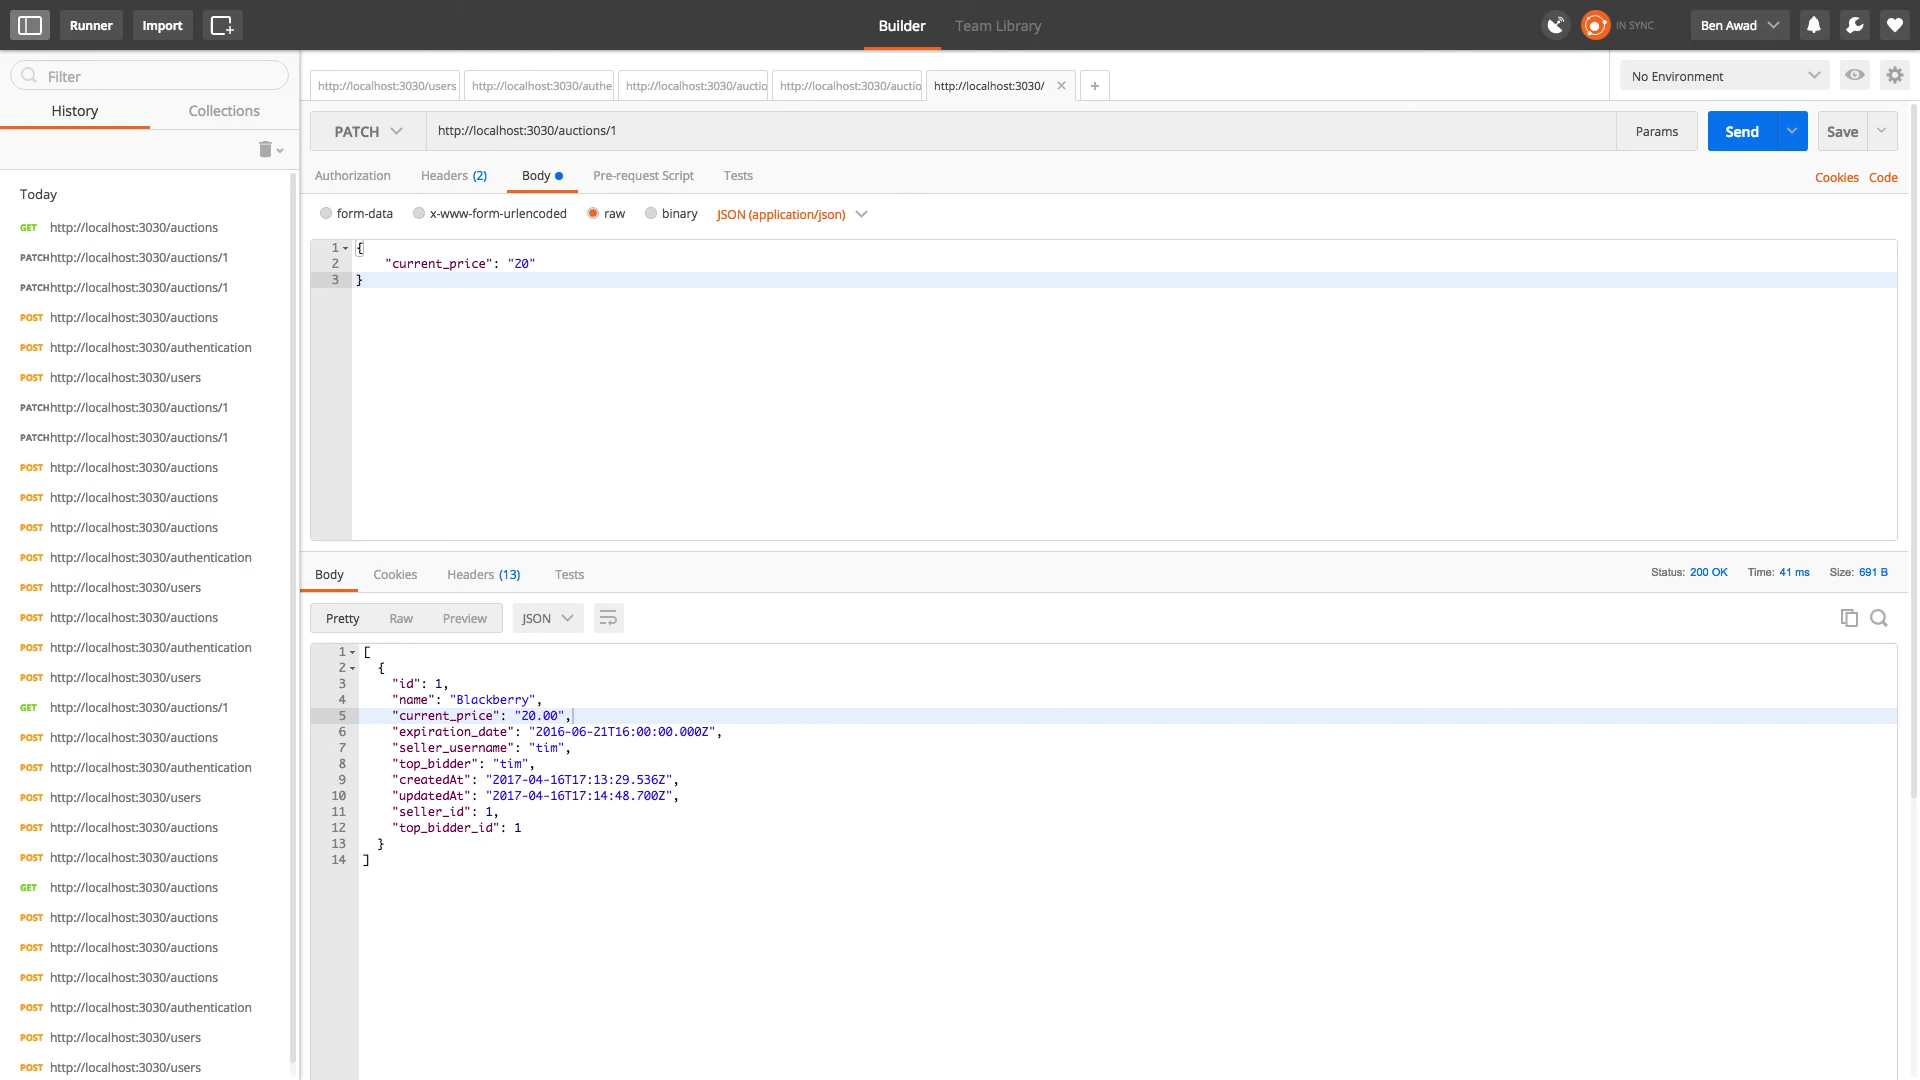 Runner
Import
Builder
Team Library
IN SYNC
Ben Awad
Filter
History
Collections
Today
GET http://localhost:3030/auctions
PATCH http://localhost:3030/auctions/1
PATCH http://localhost:3030/auctions/1
POST http://localhost:3030/auctions
POST http://localhost:3030/authentication
POST http://localhost:3030/users
PATCH http://localhost:3030/auctions/1
PATCH http://localhost:3030/auctions/1
POST http://localhost:3030/auctions
POST http://localhost:3030/auctions
POST http://localhost:3030/auctions
POST http://localhost:3030/authentication
POST http://localhost:3030/users
POST http://localhost:3030/auctions
POST http://localhost:3030/authentication
POST http://localhost:3030/users
GET http://localhost:3030/auctions/1
POST http://localhost:3030/auctions
POST http://localhost:3030/authentication
POST http://localhost:3030/users
POST http://localhost:3030/auctions
POST http://localhost:3030/auctions
GET http://localhost:3030/auctions
POST http://localhost:3030/auctions
POST http://localhost:3030/auctions
POST http://localhost:3030/auctions
POST http://localhost:3030/authentication
POST http://localhost:3030/users
POST http://localhost:3030/users
http://localhost:3030/users
http://localhost:3030/authe
http://localhost:3030/auctio
http://localhost:3030/auctio
http://localhost:3030/
No Environment
PATCH
http://localhost:3030/auctions/1
Params
Send
Save
Authorization
Headers (2)
Body
Pre-request Script
Tests
Cookies
Code
form-data
x-www-form-urlencoded
raw
binary
JSON (application/json)
1 {
2 "current_price": "20"
3 }
Body
Cookies
Headers (13)
Tests
Status: 200 OK
Time: 41 ms
Size: 691 B
Pretty
Raw
Preview
JSON
1 [
2 {
3 "id": 1,
4 "name": "Blackberry",
5 "current_price": "20.00",
6 "expiration_date": "2016-06-21T16:00:00.000Z",
7 "seller_username": "tim",
8 "top_bidder": "tim",
9 "createdAt": "2017-04-16T17:13:29.536Z",
10 "updatedAt": "2017-04-16T17:14:48.700Z",
11 "seller_id": 1,
12 "top_bidder_id": 1
13 }
14 ]